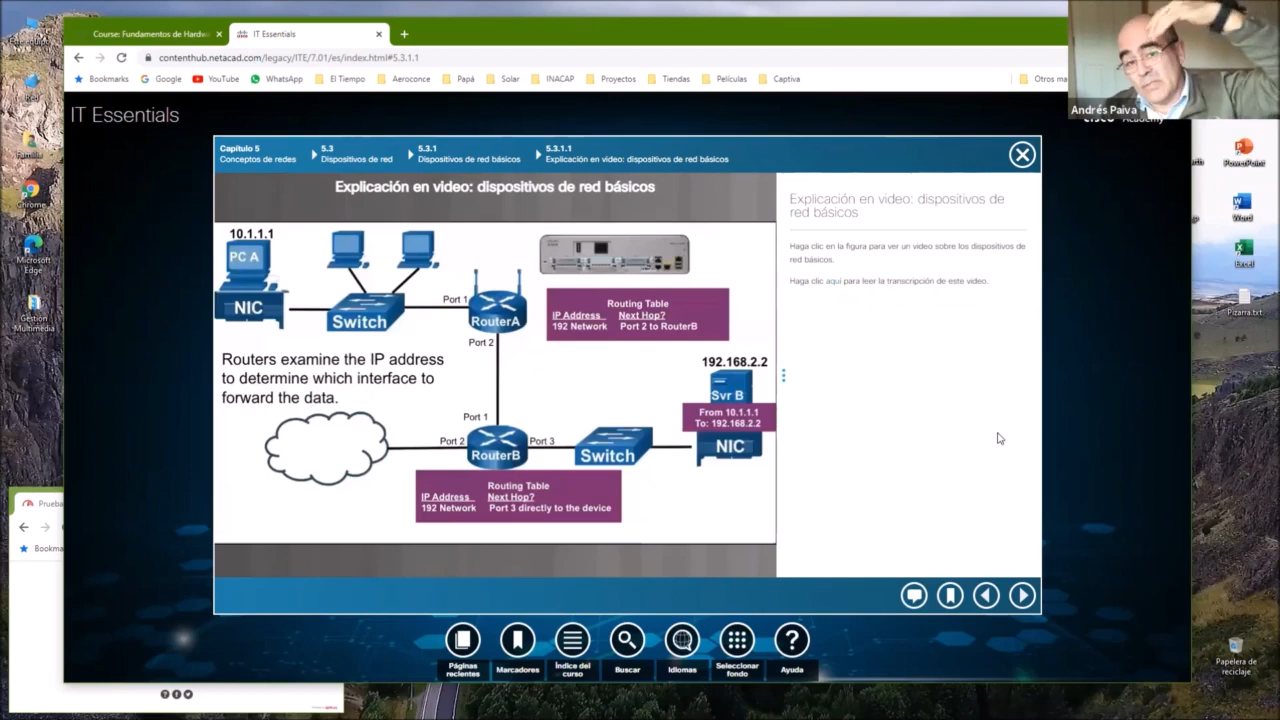 Course: Fundamentos de Hardw
IT Essentials
contenthub.netacad.com/legacy/ITE/7.01/es/index.html#5.3.1.1
Bookmarks
Google
YouTube
WhatsApp
El Tiempo
Aeroconce
Papá
Solar
INACAP
Proyectos
Tiendas
Películas
Captiva
Otros ma
Andrés Paiva
IT Essentials
Capítulo 5
Conceptos de redes
5.3
Dispositivos de red
5.3.1
Dispositivos de red básicos
5.3.1.1
Explicación en video: dispositivos de red básicos
Explicación en video: dispositivos de red básicos
10.1.1.1
PC A
NIC
Switch
Port 1
RouterA
Port 2
Routing Table
IP Address Next Hop?
192 Network Port 2 to RouterB
Routers examine the IP address
to determine which interface to
forward the data.
192.168.2.2
Svr B
From 10.1.1.1
To: 192.168.2.2
NIC
Port 1
Port 2
RouterB
Port 3
Switch
Routing Table
IP Address Next Hop?
192 Network Port 3 directly to the device
Explicación en video: dispositivos de
red básicos
Haga clic en la figura para ver un video sobre los dispositivos de
red básicos.
Haga clic aquí para leer la transcripción de este video.
Páginas
recientes
Marcadores
Índice del
curso
Buscar
Idiomas
Seleccionar
fondo
Ayuda
Red
Familia
Chrome
Microsoft
Edge
Gestión
Multimedia
Prueba
Bookma
PowerPoint
Word
Excel
Pizarra.txt
Papelera de
reciclaje